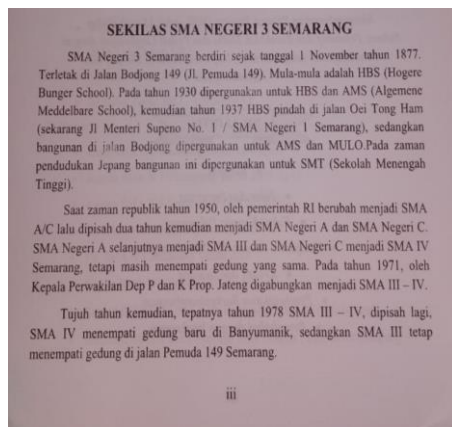 SEKILAS SMA NEGERI 3 SEMARANG
SMA Negeri 3 Semarang berdiri sejak tanggal 1 November tahun 1877.
Terletak di Jalan Bodjong 149 (Jl. Pemuda 149). Mula-mula adalah HBS (Hogere
Bunger School). Pada tahun 1930 dipergunakan untuk HBS dan AMS (Algemene
Meddelbare School), kemudian tahun 1937 HBS pindah di jalan Oei Tong Ham
(sekarang Jl Menteri Supeno No. 1 / SMA Negeri 1 Semarang), sedangkan
bangunan di jalan Bodjong dipergunakan untuk AMS dan MULO.Pada zaman
pendudukan Jepang bangunan ini dipergunakan untuk SMT (Sekolah Menengah
Tinggi).
Saat zaman republik tahun 1950, oleh pemerintah RI berubah menjadi SMA
A/C lalu dipisah dua tahun kemudian menjadi SMA Negeri A dan SMA Negeri C.
SMA Negeri A selanjutnya menjadi SMA III dan SMA Negeri C menjadi SMA IV
Semarang, tetapi masih menempati gedung yang sama. Pada tahun 1971, oleh
Kepala Perwakilan Dep P dan K Prop. Jateng digabungkan menjadi SMA III – IV.
Tujuh tahun kemudian, tepatnya tahun 1978 SMA III – IV, dipisah lagi,
SMA IV menempati gedung baru di Banyumanik, sedangkan SMA III tetap
menempati gedung di jalan Pemuda 149 Semarang.
iii